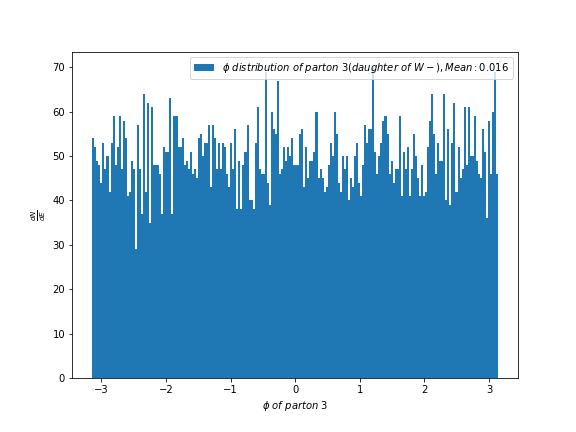 ϕ distribution of parton 3(daughter of W−), Mean: 0.016
70
60
50
40
30
20
10
0
dN
dE
−3 −2 −1 0 1 2 3
ϕ of parton 3